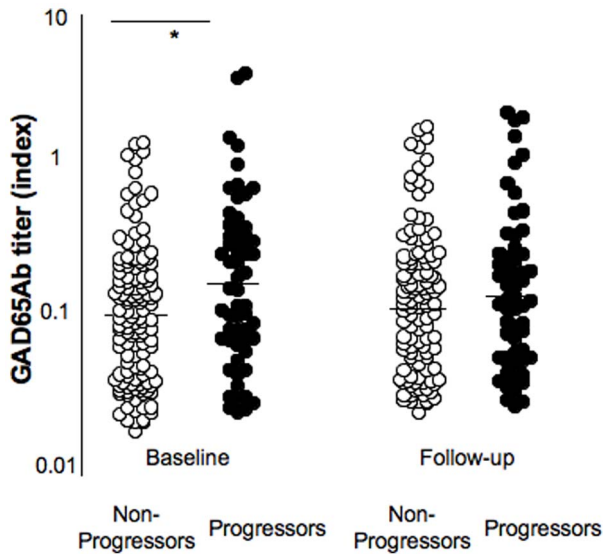 10
*
1
GAD65Ab titer (index)
0.1
0.01
Baseline
Follow-up
Non-
Progressors
Progressors
Non-
Progressors
Progressors